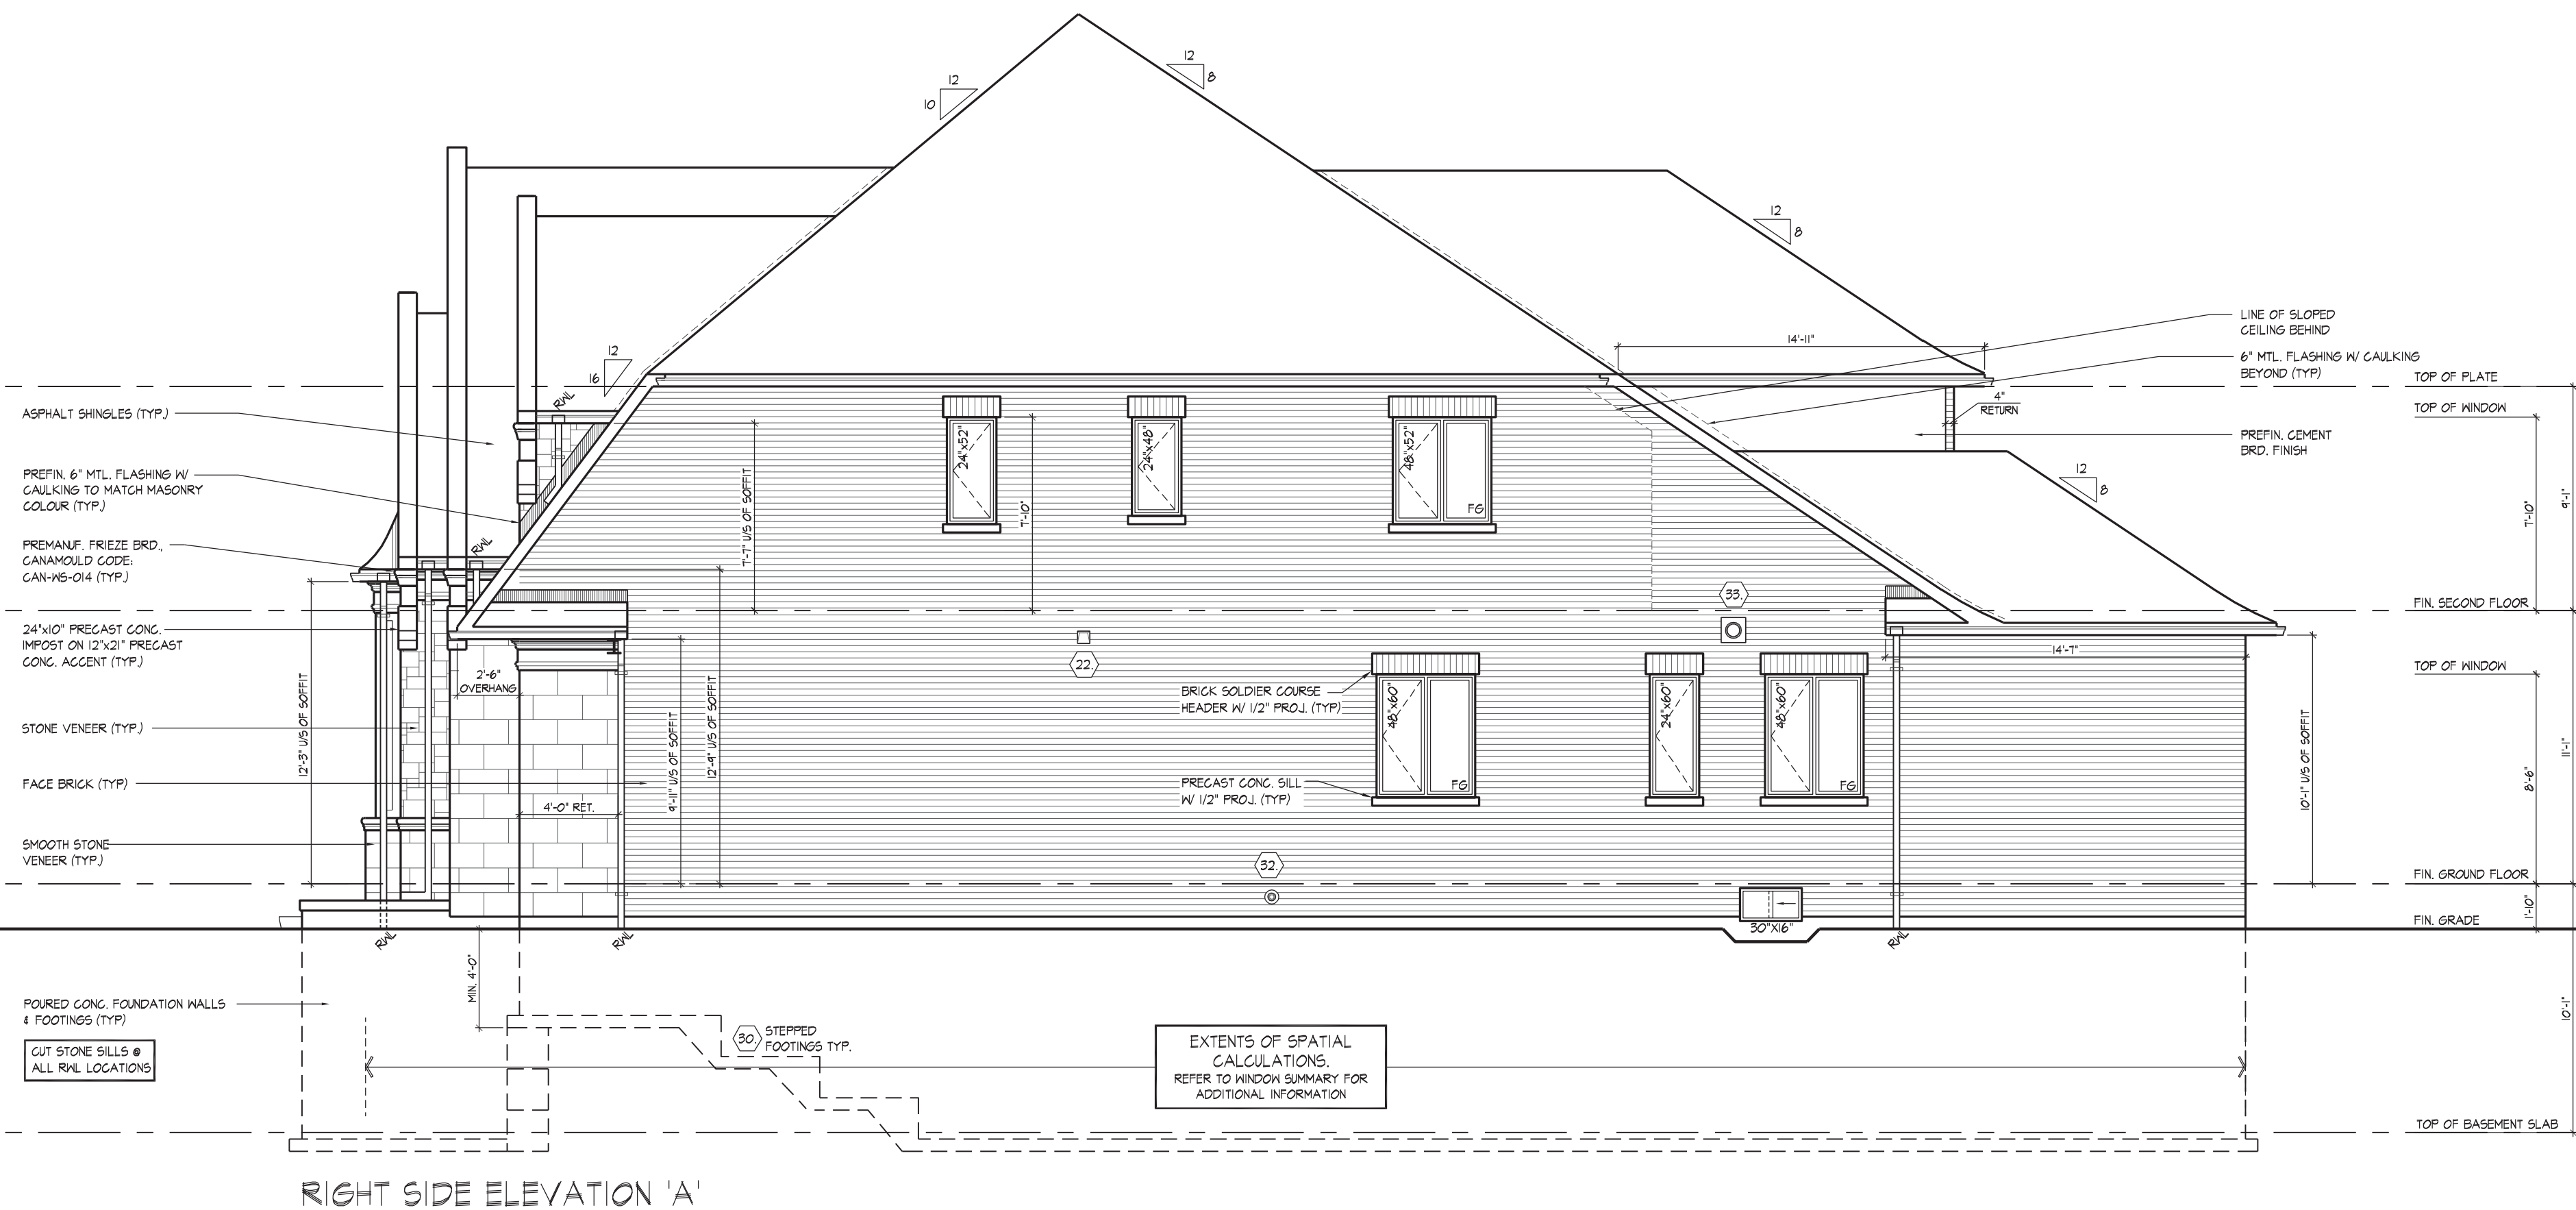 12
10
12
8
12
8
12
16
12
8
14'-11"
LINE OF SLOPED
CEILING BEHIND
6" MTL. FLASHING W/ CAULKING
BEYOND (TYP)
4"
RETURN
PREFIN. CEMENT
BRD. FINISH
TOP OF PLATE
TOP OF WINDOW
7'-10"
9'-1"
FIN. SECOND FLOOR
TOP OF WINDOW
8'-6"
11'-1"
FIN. GROUND FLOOR
1'-10"
FIN. GRADE
10'-1"
TOP OF BASEMENT SLAB
ASPHALT SHINGLES (TYP.)
PREFIN. 6" MTL. FLASHING W/
CAULKING TO MATCH MASONRY
COLOUR (TYP.)
PREMANUF. FRIEZE BRD.,
CANAMOULD CODE:
CAN-WS-014 (TYP.)
24"x10" PRECAST CONC.
IMPOST ON 12"x21" PRECAST
CONC. ACCENT (TYP.)
STONE VENEER (TYP.)
FACE BRICK (TYP)
SMOOTH STONE
VENEER (TYP.)
POURED CONC. FOUNDATION WALLS
& FOOTINGS (TYP)
CUT STONE SILLS @
ALL RWL LOCATIONS
RWL
RWL
12'-3" U/S OF SOFFIT
2'-6"
OVERHANG
4'-0" RET.
9'-11" U/S OF SOFFIT
12'-9" U/S OF SOFFIT
7'-7" U/S OF SOFFIT
7'-10"
24"x52"
24"x48"
48"x52"
FG
33.
22.
BRICK SOLDIER COURSE
HEADER W/ 1/2" PROJ. (TYP)
PRECAST CONC. SILL
W/ 1/2" PROJ. (TYP)
48"x60"
FG
24"x60"
48"x60"
FG
14'-7"
10'-1" U/S OF SOFFIT
32.
30"X16"
RWL
RWL
RWL
MIN. 4'-0"
30.
STEPPED
FOOTINGS TYP.
EXTENTS OF SPATIAL
CALCULATIONS.
REFER TO WINDOW SUMMARY FOR
ADDITIONAL INFORMATION
RIGHT SIDE ELEVATION 'A'